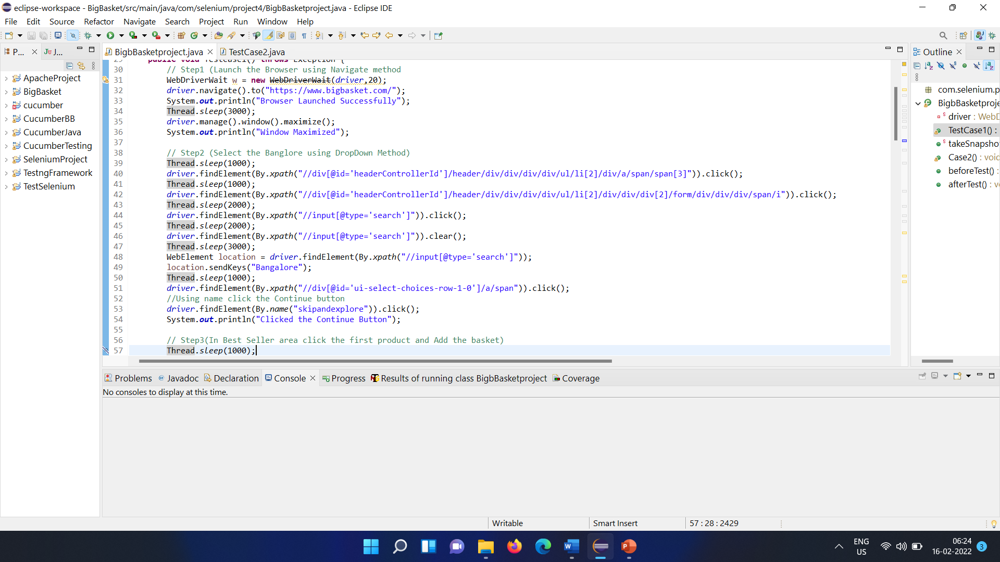 eclipse-workspace - BigBasket/src/main/java/com/selenium/project4/BigbBasketproject.java - Eclipse IDE
File Edit Source Refactor Navigate Search Project Run Window Help
P... JU J... BigbBasketproject.java TestCase2.java Outline
ApacheProject
BigBasket
cucumber
CucumberBB
CucumberJava
CucumberTesting
SeleniumProject
TestngFramework
TestSelenium
29 public void TestCase1() throws Exception {
30 // Step1 (Launch the Browser using Navigate method
31 WebDriverWait w = new WebDriverWait(driver,20);
32 driver.navigate().to("https://www.bigbasket.com/");
33 System.out.println("Browser Launched Successfully");
34 Thread.sleep(3000);
35 driver.manage().window().maximize();
36 System.out.println("Window Maximized");
37
38 // Step2 (Select the Banglore using DropDown Method)
39 Thread.sleep(1000);
40 driver.findElement(By.xpath("//div[@id='headerControllerId']/header/div/div/div/div/ul/li[2]/div/a/span/span[3]")).click();
41 Thread.sleep(1000);
42 driver.findElement(By.xpath("//div[@id='headerControllerId']/header/div/div/div/div/ul/li[2]/div/div/div[2]/form/div/div/div/span/i")).click();
43 Thread.sleep(2000);
44 driver.findElement(By.xpath("//input[@type='search']")).click();
45 Thread.sleep(2000);
46 driver.findElement(By.xpath("//input[@type='search']")).clear();
47 Thread.sleep(3000);
48 WebElement location = driver.findElement(By.xpath("//input[@type='search']"));
49 location.sendKeys("Bangalore");
50 Thread.sleep(1000);
51 driver.findElement(By.xpath("//div[@id='ui-select-choices-row-1-0']/a/span")).click();
52 //Using name click the Continue button
53 driver.findElement(By.name("skipandexplore")).click();
54 System.out.println("Clicked the Continue Button");
55
56 // Step3(In Best Seller area click the first product and Add the basket)
57 Thread.sleep(1000);
com.selenium.p
BigbBasketproje
driver : WebD
TestCase1() :
takeSnapsho
Case2() : void
beforeTest() :
afterTest() : v
Problems @ Javadoc Declaration Console Progress Results of running class BigbBasketproject Coverage
No consoles to display at this time.
Writable Smart Insert 57 : 28 : 2429
ENG
US
06:24
16-02-2022
3